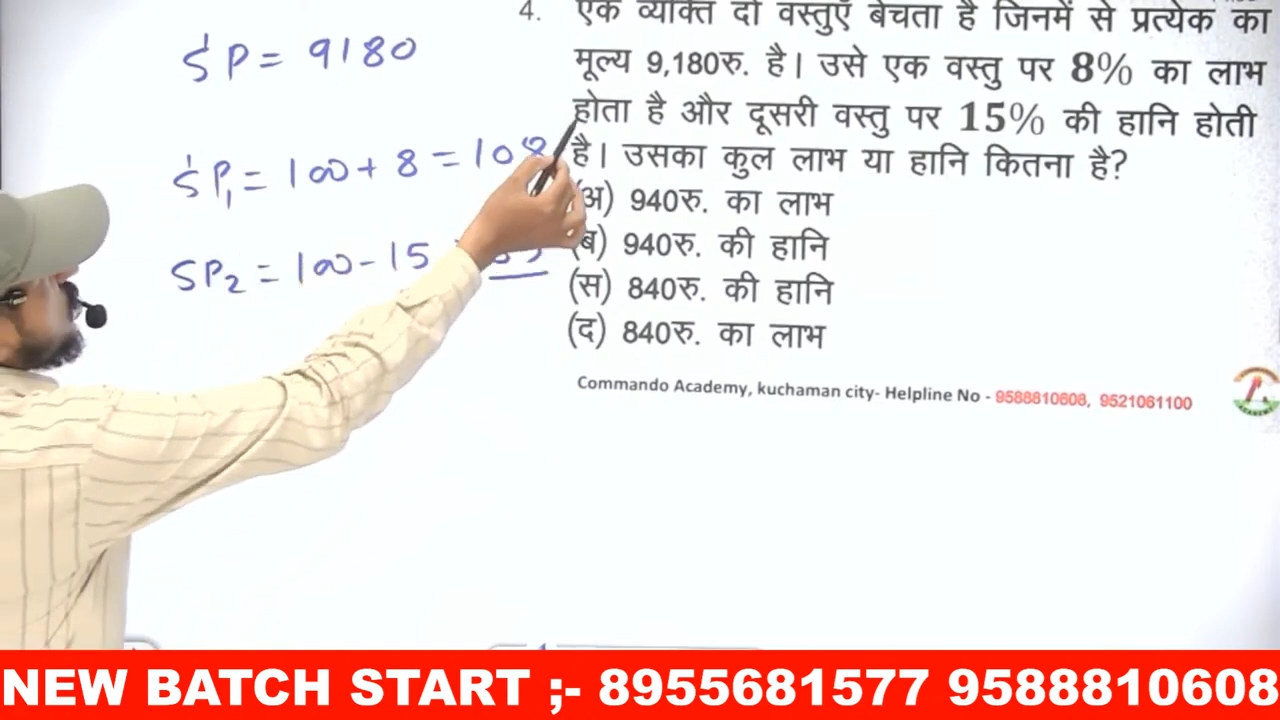 SP = 9180
SP₁ = 100 + 8 = 108
SP₂ = 100 - 15
4. एक व्यक्ति दो वस्तुएँ बेचता है जिनमें से प्रत्येक का
मूल्य 9,180रु. है। उसे एक वस्तु पर 8% का लाभ
होता है और दूसरी वस्तु पर 15% की हानि होती
है। उसका कुल लाभ या हानि कितना है?
(अ) 940रु. का लाभ
(ब) 940रु. की हानि
(स) 840रु. की हानि
(द) 840रु. का लाभ
Commando Academy, kuchaman city- Helpline No - 9588810608, 9521061100
NEW BATCH START ;- 8955681577 9588810608